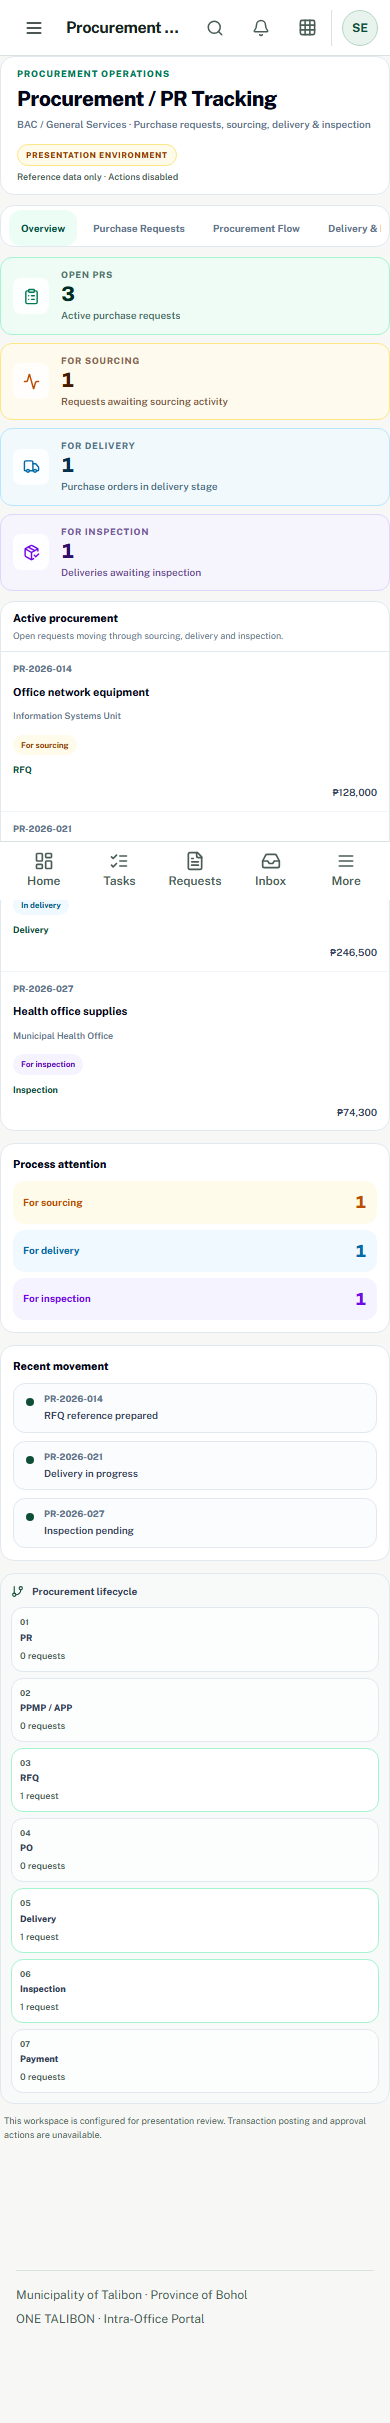 Procurement ...
SE
PROCUREMENT OPERATIONS
Procurement / PR Tracking
BAC / General Services · Purchase requests, sourcing, delivery & inspection
PRESENTATION ENVIRONMENT
Reference data only · Actions disabled
Overview
Purchase Requests
Procurement Flow
Delivery &
OPEN PRS
3
Active purchase requests
FOR SOURCING
1
Requests awaiting sourcing activity
FOR DELIVERY
1
Purchase orders in delivery stage
FOR INSPECTION
1
Deliveries awaiting inspection
Active procurement
Open requests moving through sourcing, delivery and inspection.
PR-2026-014
Office network equipment
Information Systems Unit
For sourcing
RFQ
₱128,000
PR-2026-021
Home
Tasks
Requests
Inbox
More
In delivery
Delivery
₱246,500
PR-2026-027
Health office supplies
Municipal Health Office
For inspection
Inspection
₱74,300
Process attention
For sourcing 1
For delivery 1
For inspection 1
Recent movement
PR-2026-014
RFQ reference prepared
PR-2026-021
Delivery in progress
PR-2026-027
Inspection pending
Procurement lifecycle
01
PR
0 requests
02
PPMP / APP
0 requests
03
RFQ
1 request
04
PO
0 requests
05
Delivery
1 request
06
Inspection
1 request
07
Payment
0 requests
This workspace is configured for presentation review. Transaction posting and approval
actions are unavailable.
Municipality of Talibon · Province of Bohol
ONE TALIBON · Intra-Office Portal